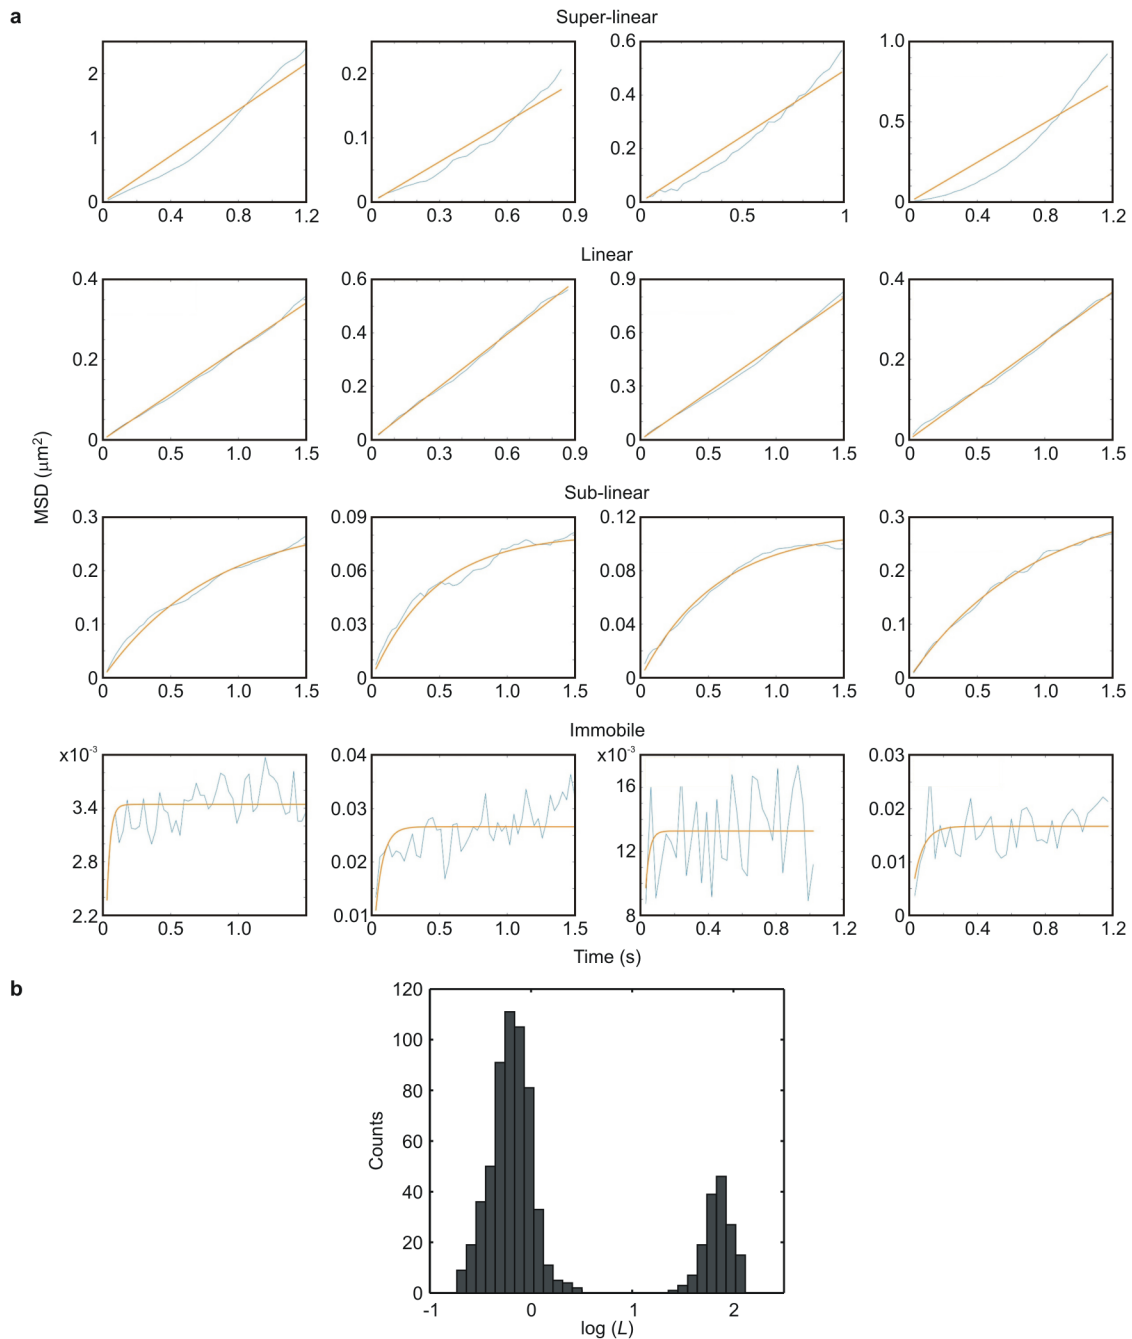 a
Super-linear
2
1
0
0 0.4 0.8 1.2
0.2
0.1
0
0 0.3 0.6 0.9
0.6
0.4
0.2
0
0.5 1
1.0
0.5
0
0 0.4 0.8 1.2
Linear
0.4
0.2
0
0 0.5 1.0 1.5
0.6
0.4
0.2
0
0 0.3 0.6 0.9
0.9
0.6
0.3
0
0 0.5 1.0 1.5
0.4
0.2
0
0 0.5 1.0 1.5
MSD (μm²)
Sub-linear
0.3
0.2
0.1
0
0 0.5 1.0 1.5
0.09
0.06
0.03
0
0 0.5 1.0 1.5
0.12
0.08
0.04
0
0 0.5 1.0 1.5
0.3
0.2
0.1
0
0 0.5 1.0 1.5
Immobile
x10⁻³
3.4
2.8
2.2
0 0.5 1.0
0.04
0.03
0.02
0.01
0 0.5 1.0 1.5
x10⁻³
16
12
8
0 0.4 0.8 1.2
0.03
0.02
0.01
0
0 0.4 0.8 1.2
Time (s)
b
120
100
80
60
40
20
0
-1 0 1 2
Counts
log (L)